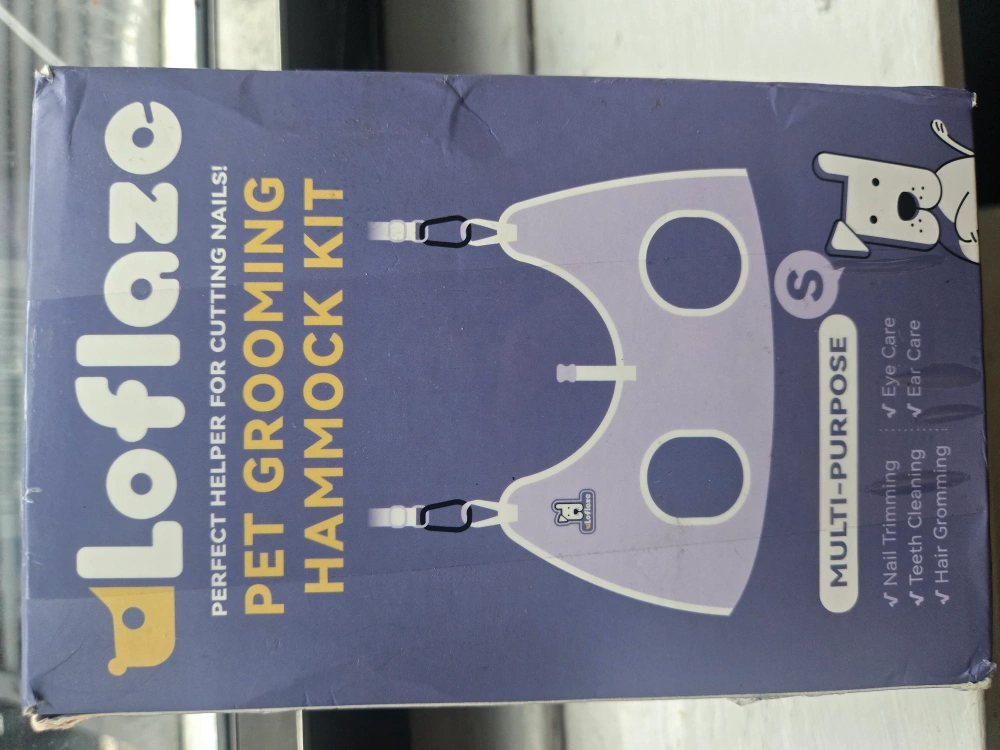 Loflaze
PERFECT HELPER FOR CUTTING NAILS!
PET GROOMING
HAMMOCK KIT
Loflaze
S
MULTI-PURPOSE
√ Nail Trimming
√ Teeth Cleaning
√ Hair Gromming
√ Eye Care
√ Ear Care